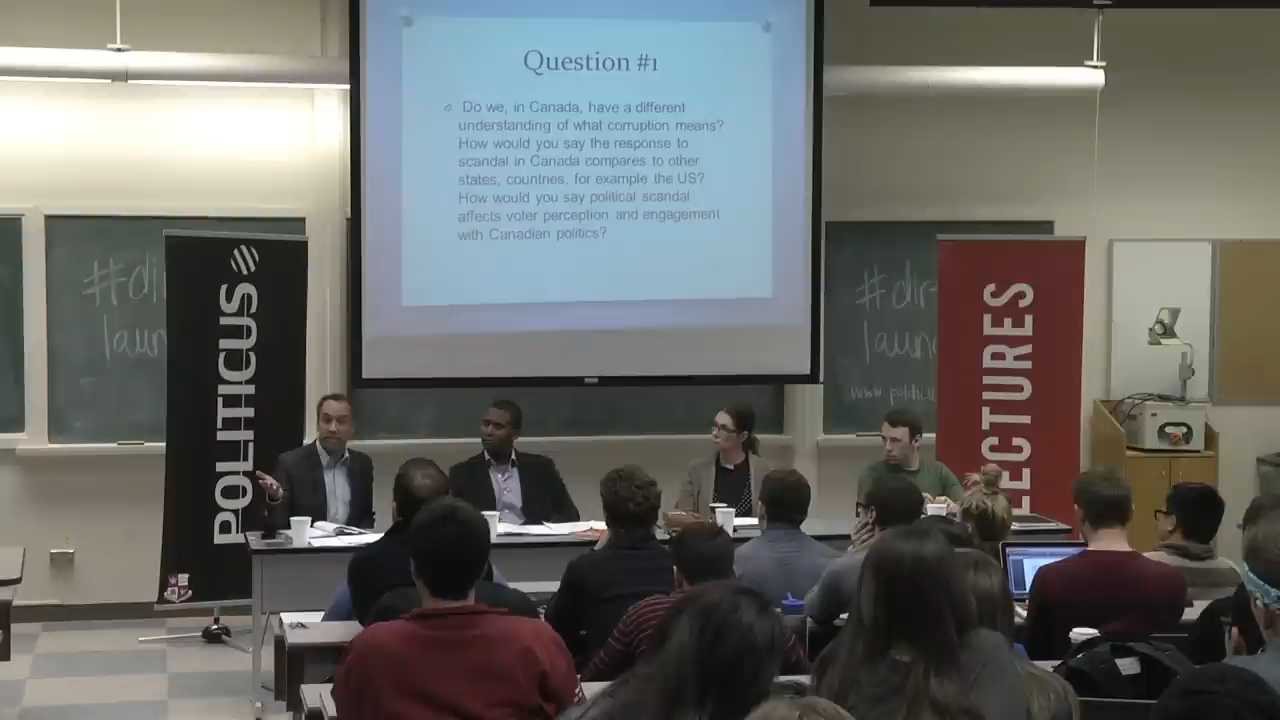 Question #1
Do we, in Canada, have a different
understanding of what corruption means?
How would you say the response to
scandal in Canada compares to other
states, countries, for example the US?
How would you say political scandal
affects voter perception and engagement
with Canadian politics?
POLITICUS
LECTURES